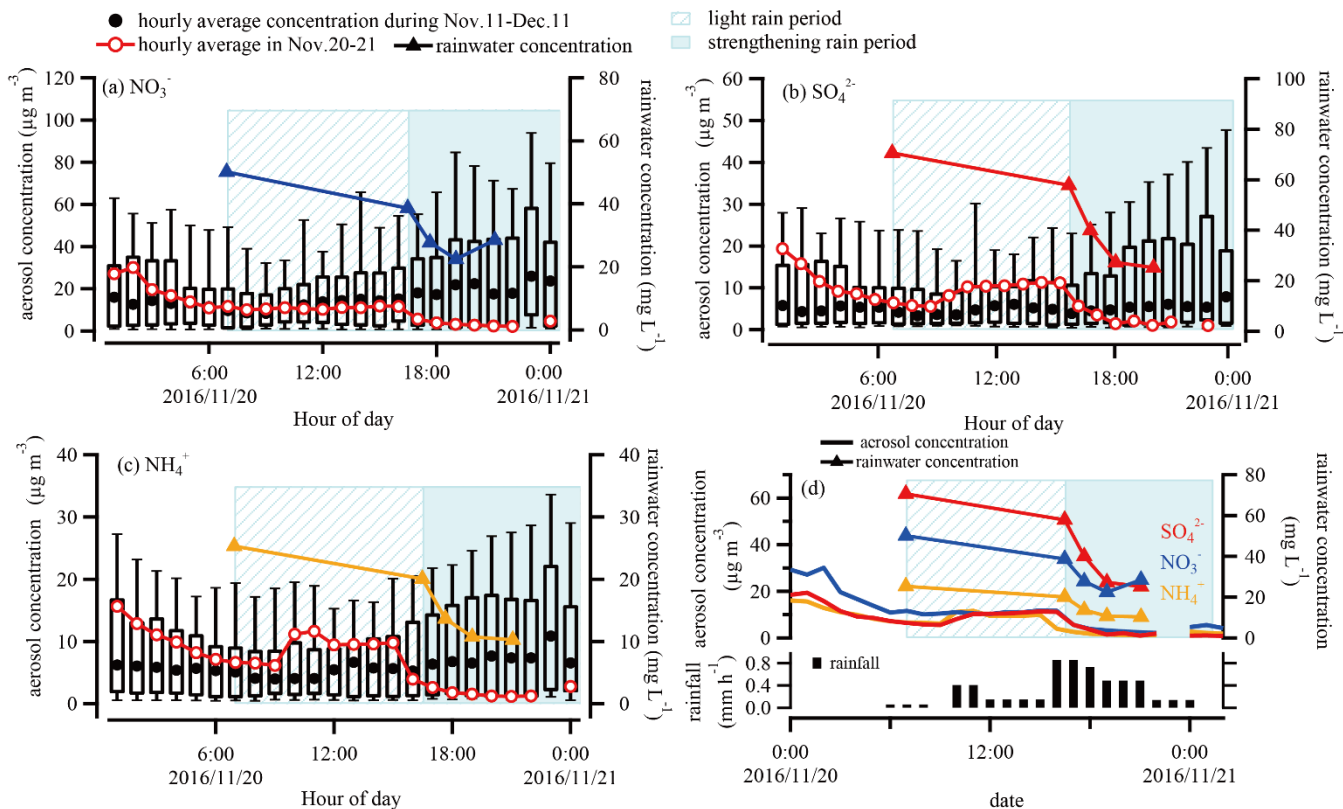 hourly average concentration during Nov.11-Dec.11
hourly average in Nov.20-21
rainwater concentration
light rain period
strengthening rain period
(a) NO₃⁻
aerosol concentration (µg m⁻³)
120
100
80
60
40
20
0
80
60
40
20
0
rainwater concentration (mg L⁻¹)
6:00
12:00
18:00
0:00
2016/11/20
2016/11/21
Hour of day
(b) SO₄²⁻
aerosol concentration (µg m⁻³)
60
50
40
30
20
10
0
100
80
60
40
20
0
rainwater concentration (mg L⁻¹)
6:00
12:00
18:00
0:00
2016/11/20
2016/11/21
Hour of day
(c) NH₄⁺
aerosol concentration (µg m⁻³)
40
30
20
10
0
40
30
20
10
0
rainwater concentration (mg L⁻¹)
6:00
12:00
18:00
0:00
2016/11/20
2016/11/21
Hour of day
aerosol concentration
rainwater concentration
(d)
aerosol concentration
(µg m⁻³)
60
40
20
0
80
60
40
20
0
rainwater concentration
(mg L⁻¹)
SO₄²⁻
NO₃⁻
NH₄⁺
rainfall
rainfall
(mm h⁻¹)
0.8
0.4
0.0
0:00
12:00
0:00
2016/11/20
2016/11/21
date